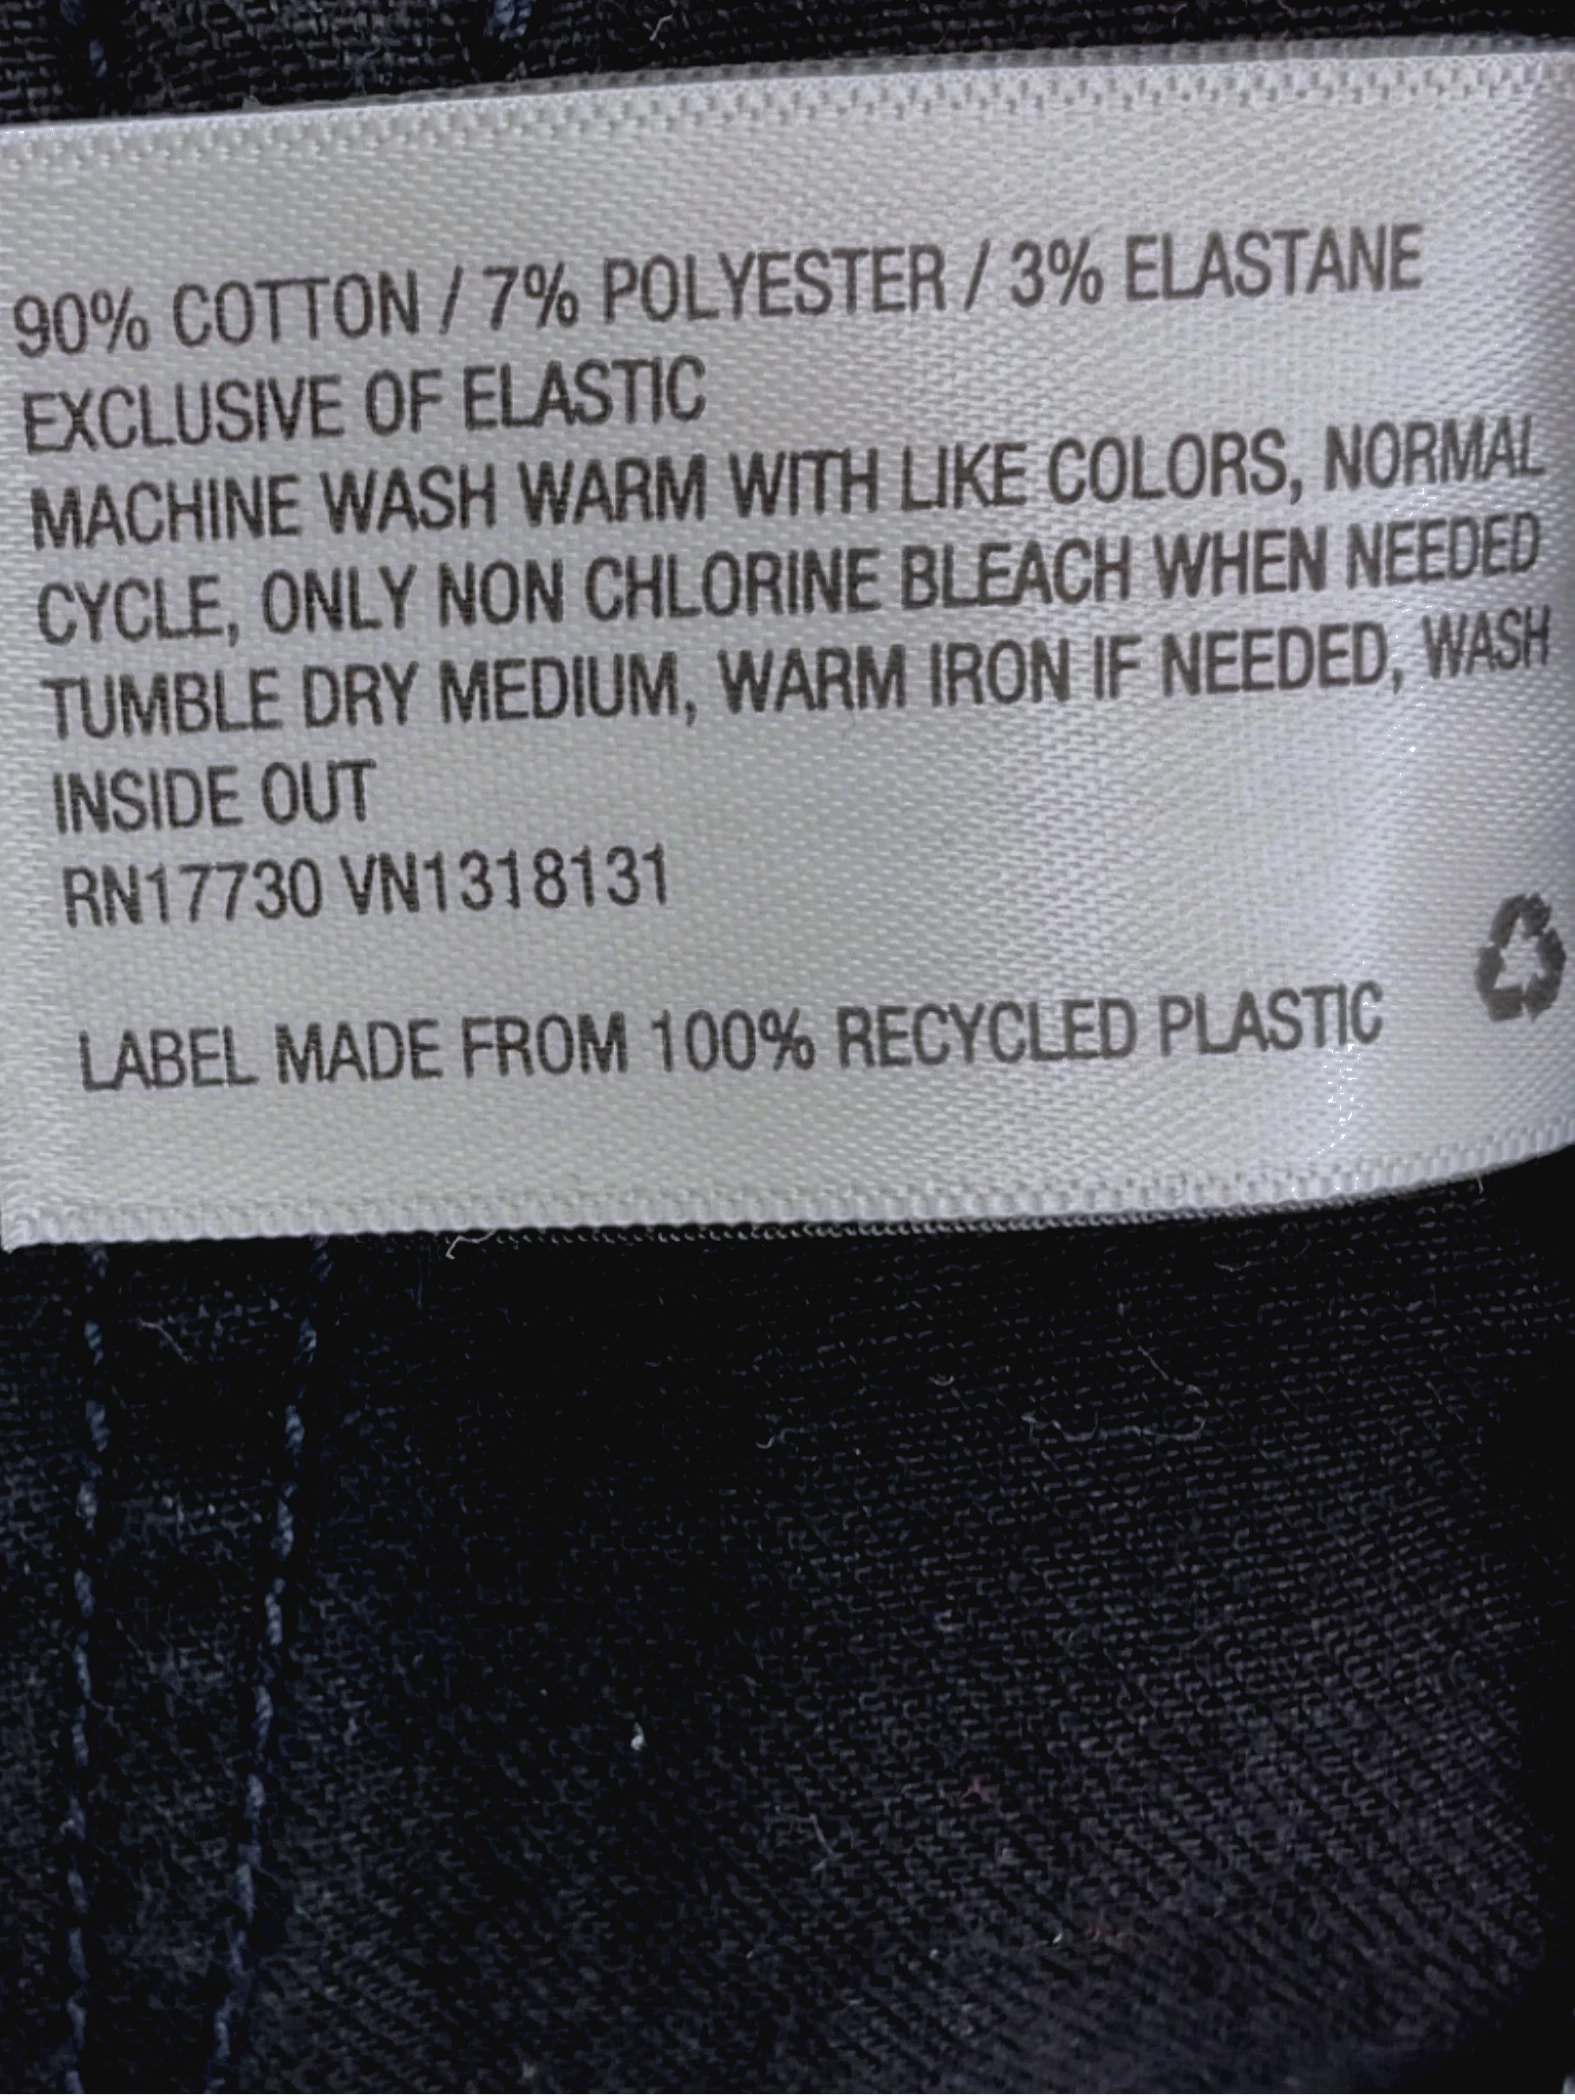 90% COTTON / 7% POLYESTER / 3% ELASTANE
EXCLUSIVE OF ELASTIC
MACHINE WASH WARM WITH LIKE COLORS, NORMAL
CYCLE, ONLY NON CHLORINE BLEACH WHEN NEEDED
TUMBLE DRY MEDIUM, WARM IRON IF NEEDED, WASH
INSIDE OUT
RN17730 VN1318131
LABEL MADE FROM 100% RECYCLED PLASTIC